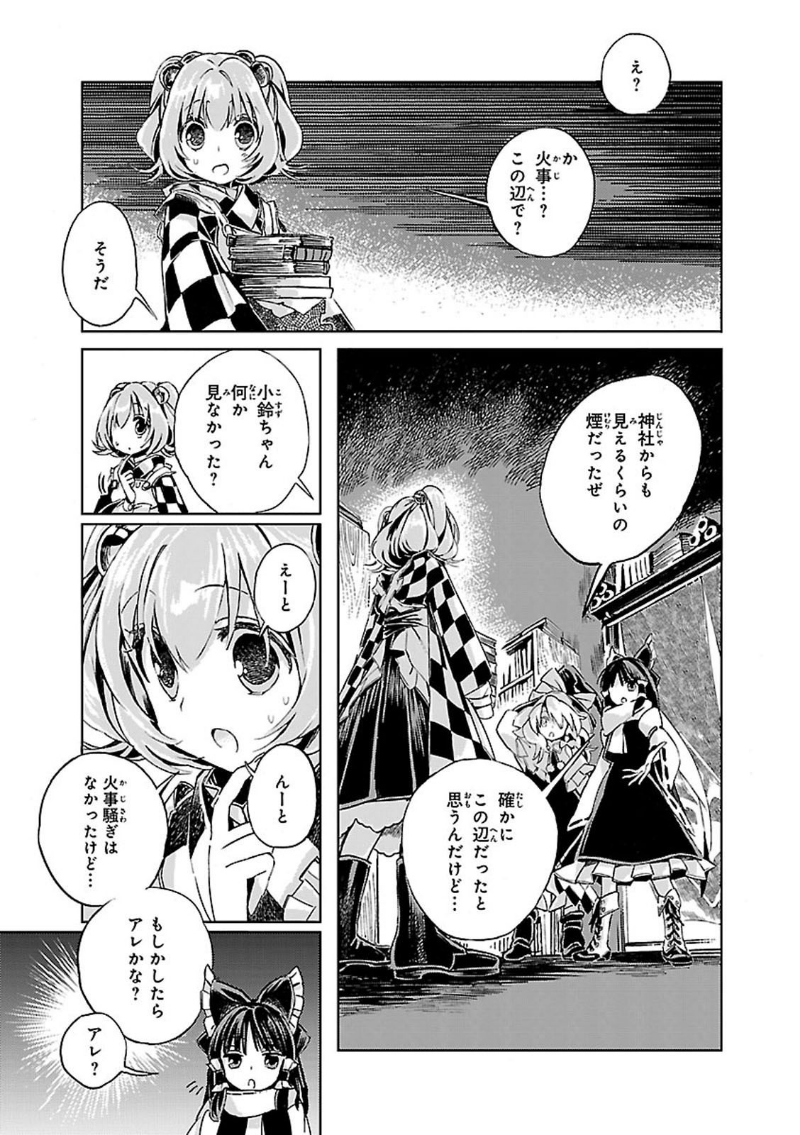 え？
か
火事…？
この辺で？
そうだ
神社からも
見えるくらいの
煙だったぜ
確かに
この辺だったと
思うんだけど…
小鈴ちゃん
何か
見なかった？
えーと
んーと
火事騒ぎは
なかったけど…
もしかしたら
アレかな？
アレ？